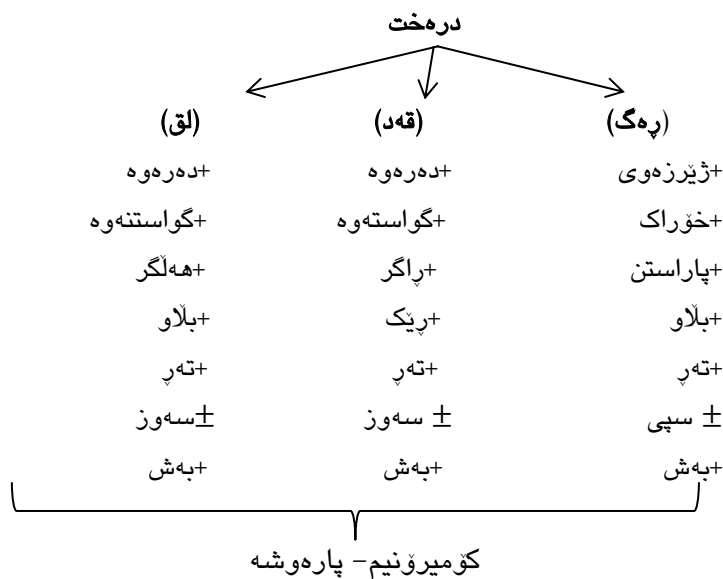 درەخت
(ڕەگ) (قەد) (لق)
+ژێرزەوی +دەرەوە +دەرەوە
+خۆراک +گواستەوە +گواستنەوە
+پاراستن +ڕاگر +هەڵگر
+بڵاو +ڕێک +بڵاو
+تەڕ +تەڕ +تەڕ
± سپی ± سەوز ±سەوز
+بەش +بەش +بەش
کۆمیرۆنیم- پارەوشە